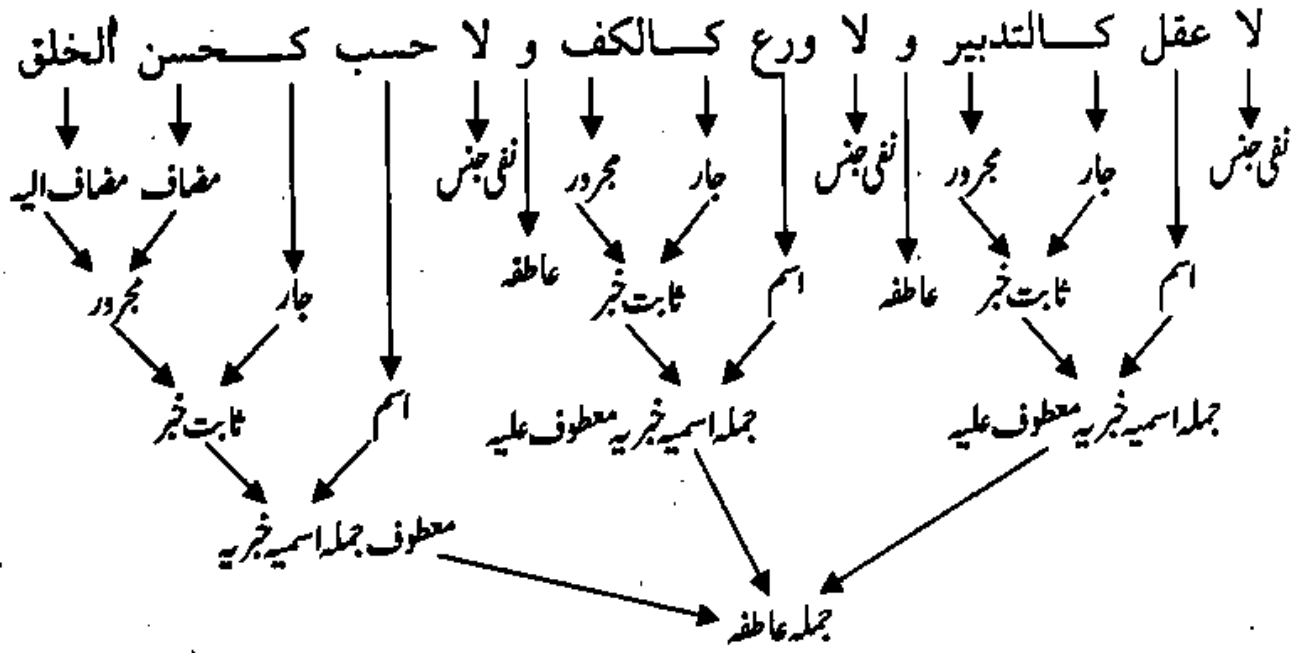 لا عقل كالتدبير و لا ورع كالكف و لا حسب كحسن الخلق
نفی جنس نفی جنس نفی جنس
جار مجرور جار مجرور مضاف مضاف الیہ
اسم ثابت خبر عاطفہ اسم ثابت خبر عاطفہ جار مجرور
جملہ اسمیہ خبریہ معطوف علیہ جملہ اسمیہ خبریہ معطوف علیہ اسم ثابت خبر
معطوف جملہ اسمیہ خبریہ
جملہ عاطفہ